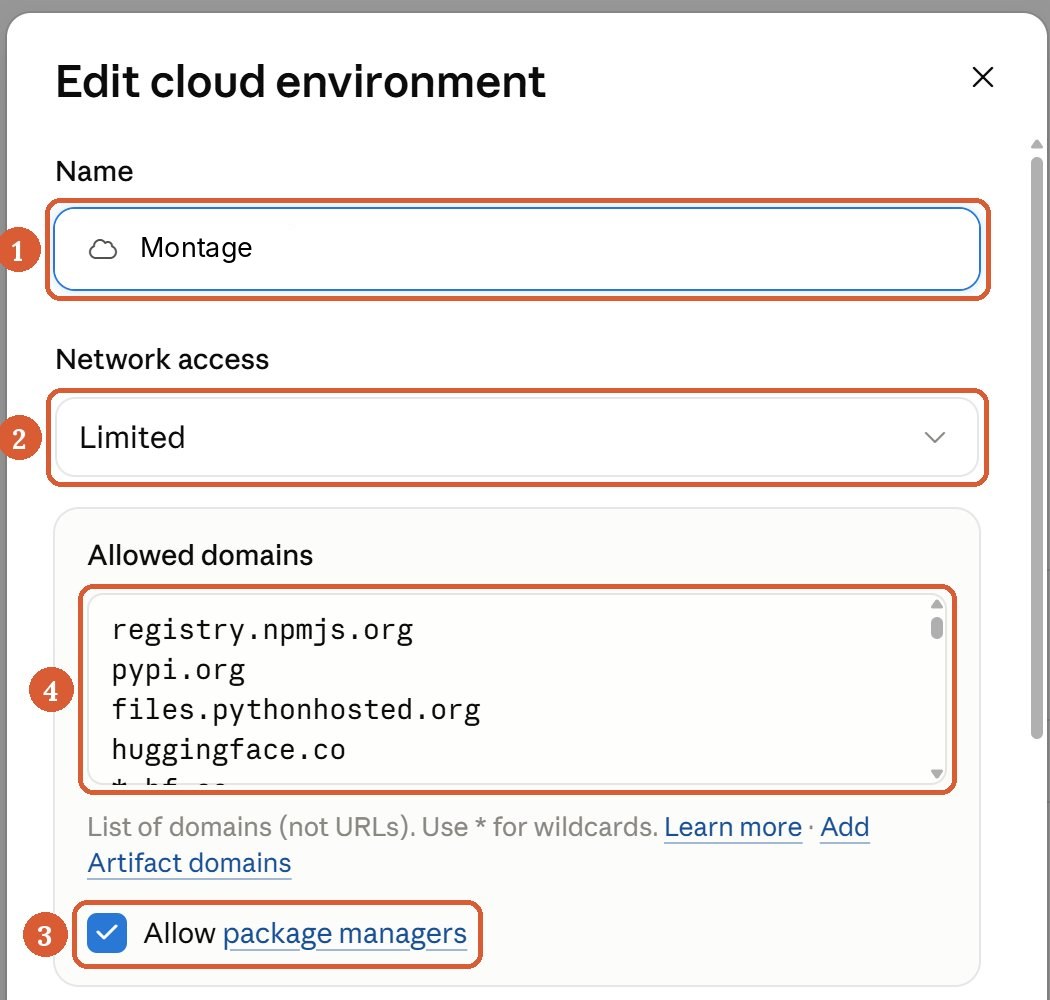 Edit cloud environment
Name
1
Montage
Network access
2
Limited
Allowed domains
registry.npmjs.org
pypi.org
4
files.pythonhosted.org
huggingface.co
List of domains (not URLs). Use * for wildcards. Learn more · Add
Artifact domains
3
Allow package managers